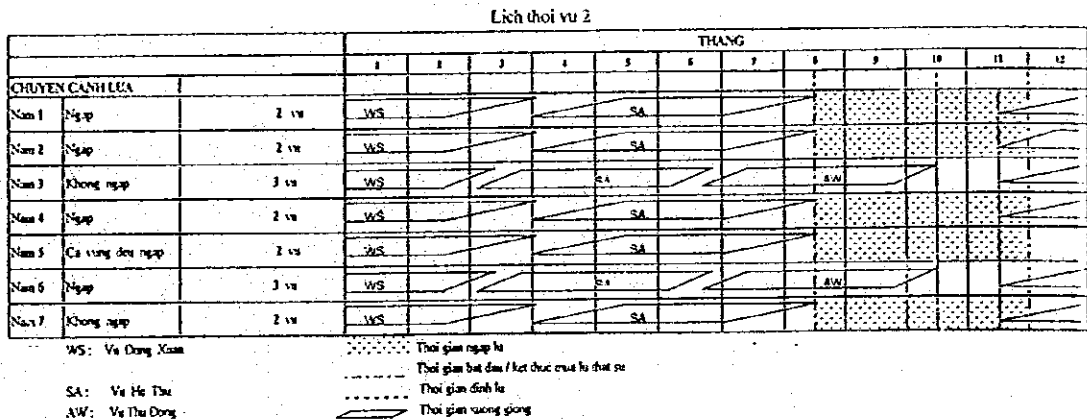 Lich thoi vu 2
THANG
1 2 3 4 5 6 7 8 9 10 11 12
CHUYEN CANH LUA
Nam 1 Ngap 2 vu WS SA
Nam 2 Ngap 2 vu WS SA
Nam 3 Khong ngap 3 vu WS SA AW
Nam 4 Ngap 2 vu WS SA
Nam 5 Ca vung deu ngap 2 vu WS SA
Nam 6 Ngap 3 vu WS SA AW
Nam 7 Khong ngap 2 vu WS SA
WS: Vu Dong Xuan
Thoi gian ngap lu
Thoi gian bat dau / ket thuc mua lu that su
SA: Vu He Thu
Thoi gian dinh lu
AW: Vu Thu Dong
Thoi gian xuong giong